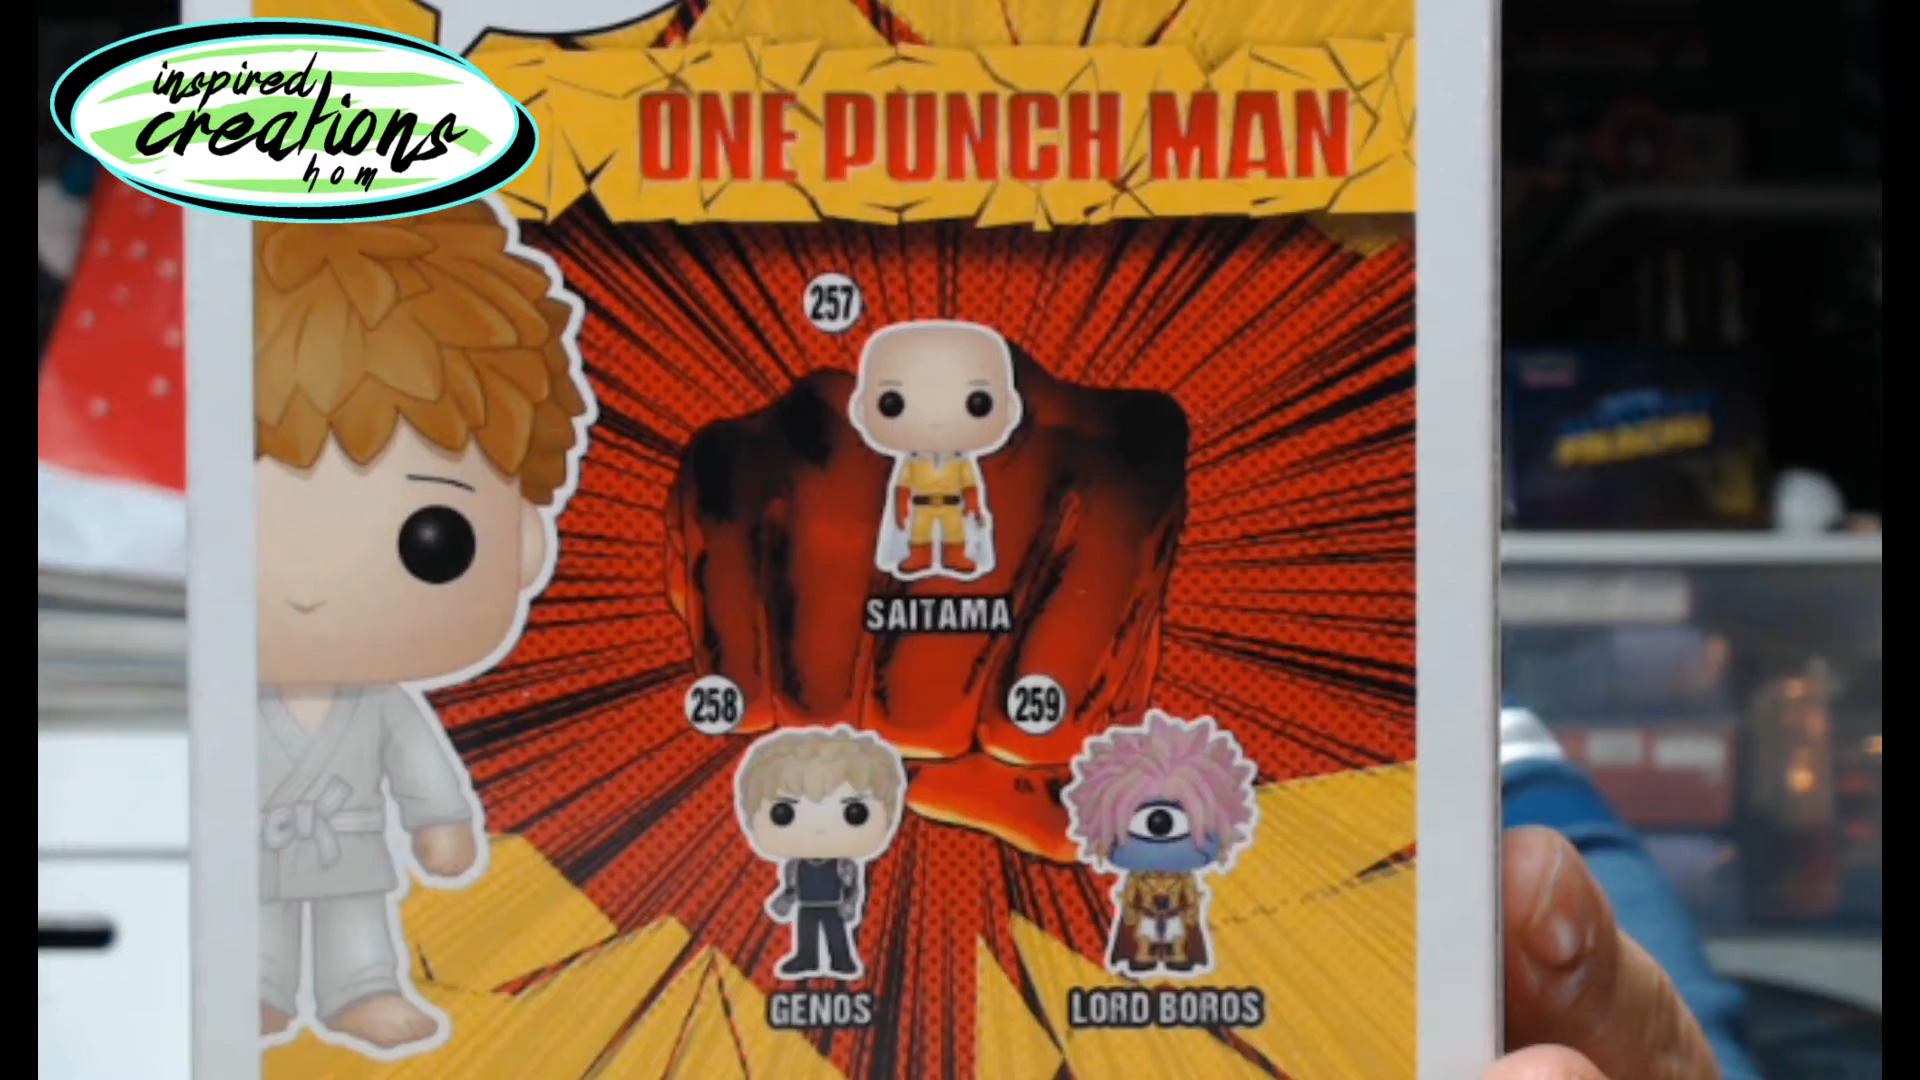 inspired
creations
hom
ONE PUNCH MAN
257
SAITAMA
258
259
GENOS
LORD BOROS